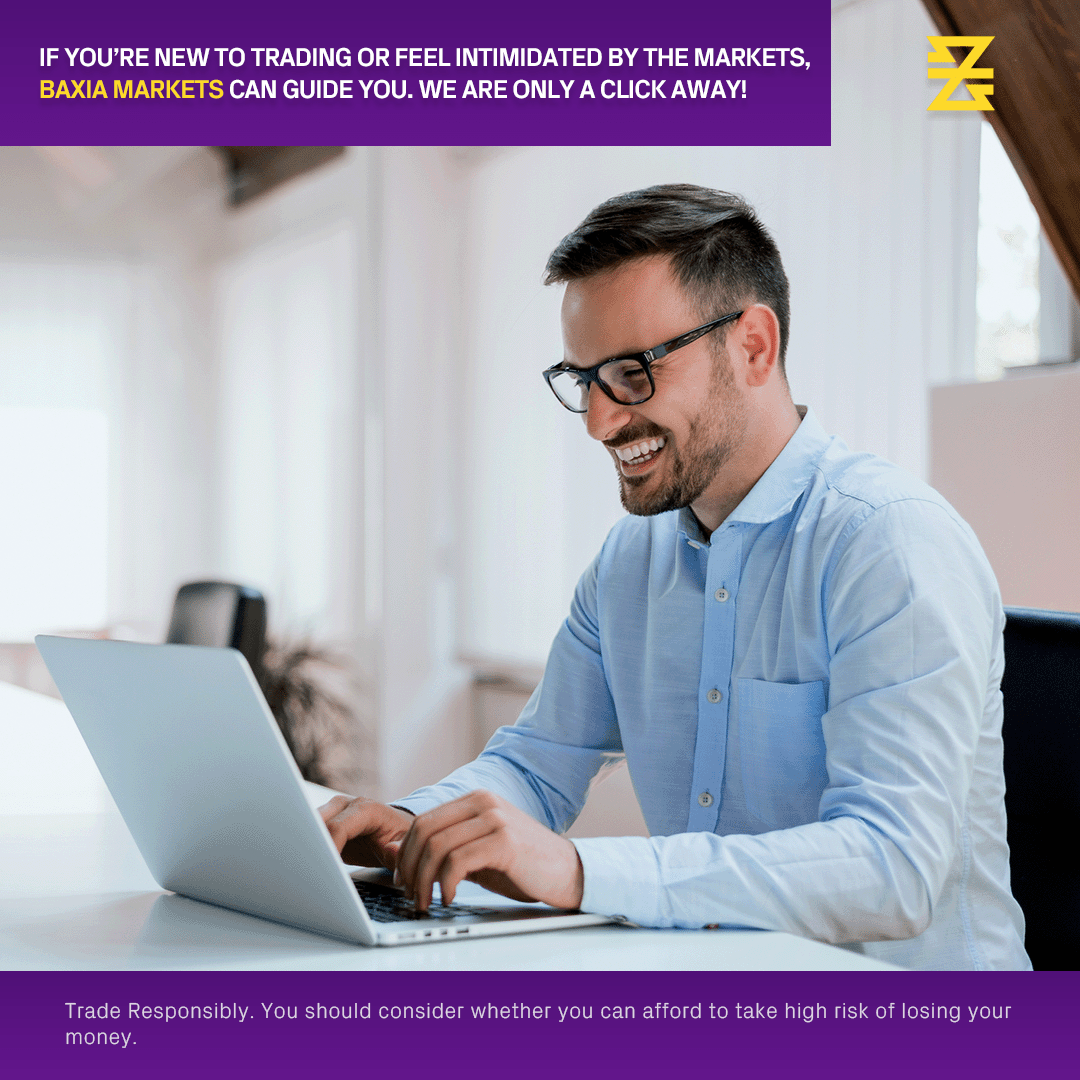 IF YOU’RE NEW TO TRADING OR FEEL INTIMIDATED BY THE MARKETS,
BAXIA MARKETS CAN GUIDE YOU. WE ARE ONLY A CLICK AWAY!
Trade Responsibly. You should consider whether you can afford to take high risk of losing your
money.